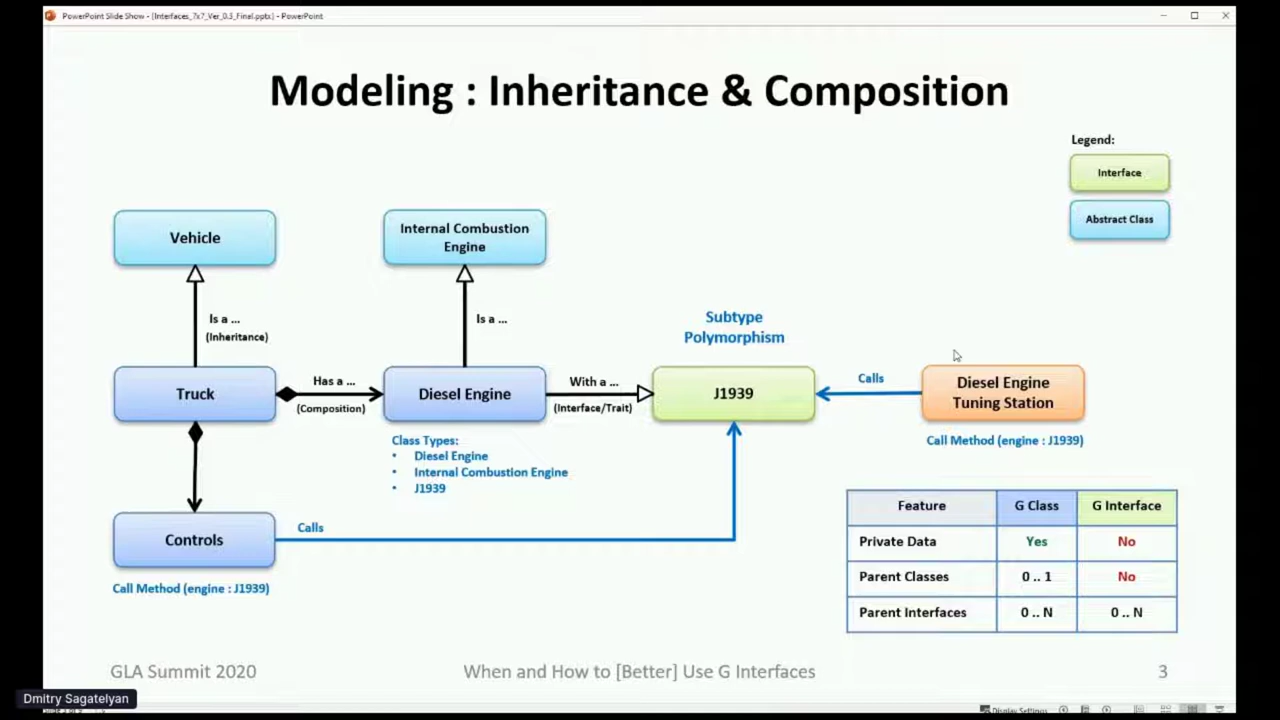 PowerPoint Slide Show - [Interfaces_7x7_Ver_0.3_Final.pptx] - PowerPoint
Modeling : Inheritance & Composition
Legend:
Interface
Abstract Class
Vehicle
Internal Combustion
Engine
Is a ...
(Inheritance)
Is a ...
Subtype
Polymorphism
Truck
Has a ...
(Composition)
Diesel Engine
With a ...
(Interface/Trait)
J1939
Calls
Diesel Engine
Tuning Station
Call Method (engine : J1939)
Class Types:
• Diesel Engine
• Internal Combustion Engine
• J1939
Controls
Calls
Call Method (engine : J1939)
Feature G Class G Interface
Private Data Yes No
Parent Classes 0 .. 1 No
Parent Interfaces 0 .. N 0 .. N
GLA Summit 2020
When and How to [Better] Use G Interfaces
3
Dmitry Sagatelyan
Display Settings